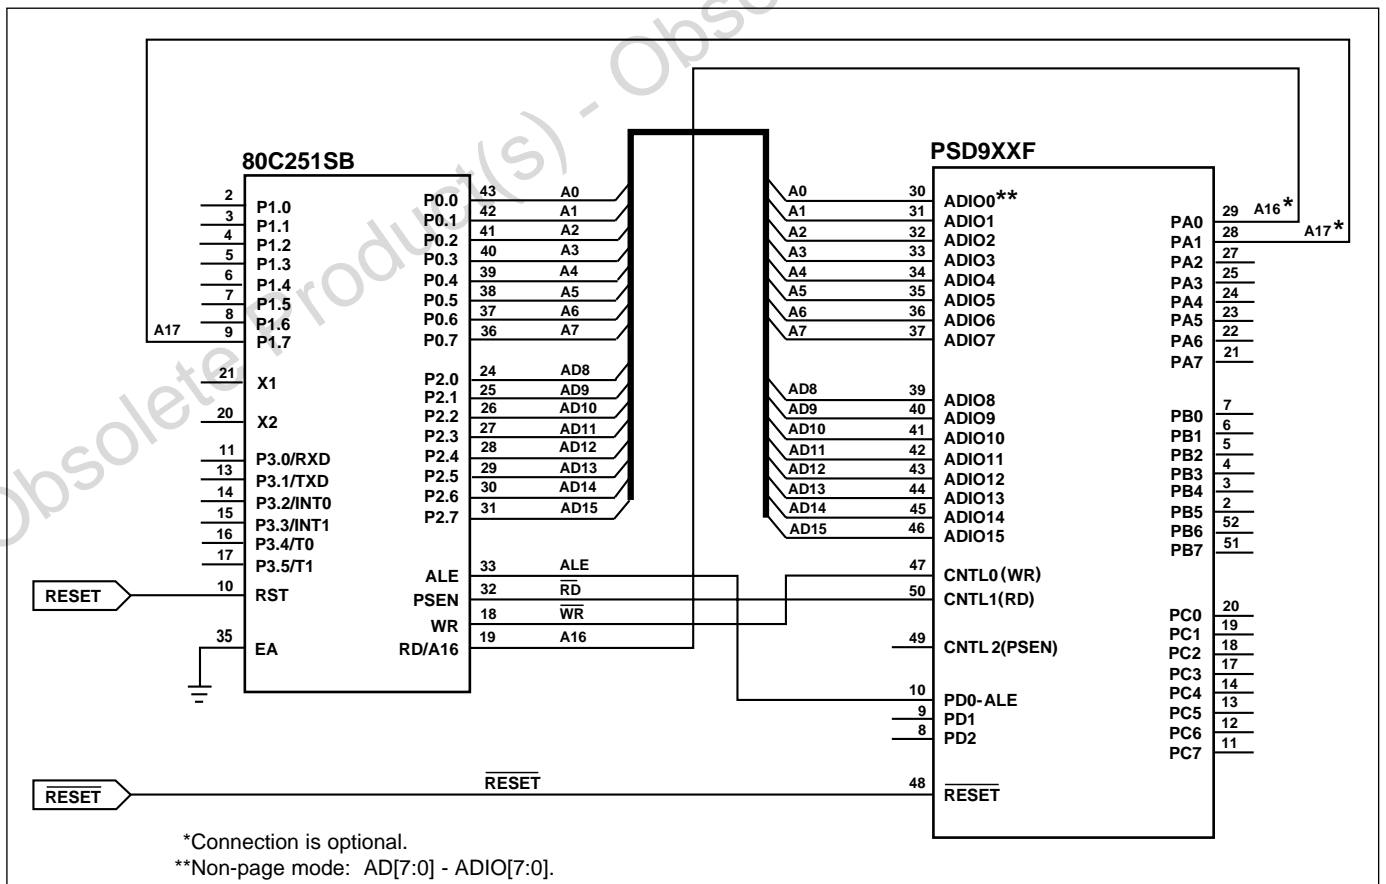 Obsolete Product(s) - Obsol
80C251SB
2 P1.0
3 P1.1
4 P1.2
5 P1.3
6 P1.4
7 P1.5
8 P1.6
A17 9 P1.7
21 X1
20 X2
11 P3.0/RXD
13 P3.1/TXD
14 P3.2/INT0
15 P3.3/INT1
16 P3.4/T0
17 P3.5/T1
RESET 10 RST
35 EA
P0.0 43 A0
P0.1 42 A1
P0.2 41 A2
P0.3 40 A3
P0.4 39 A4
P0.5 38 A5
P0.6 37 A6
P0.7 36 A7
P2.0 24 AD8
P2.1 25 AD9
P2.2 26 AD10
P2.3 27 AD11
P2.4 28 AD12
P2.5 29 AD13
P2.6 30 AD14
P2.7 31 AD15
ALE 33 ALE
PSEN 32 RD
WR 18 WR
RD/A16 19 A16
PSD9XXF
A0 30 ADIO0**
A1 31 ADIO1
A2 32 ADIO2
A3 33 ADIO3
A4 34 ADIO4
A5 35 ADIO5
A6 36 ADIO6
A7 37 ADIO7
AD8 39 ADIO8
AD9 40 ADIO9
AD10 41 ADIO10
AD11 42 ADIO11
AD12 43 ADIO12
AD13 44 ADIO13
AD14 45 ADIO14
AD15 46 ADIO15
47 CNTL0 (WR)
50 CNTL1(RD)
49 CNTL 2(PSEN)
10 PD0-ALE
9 PD1
8 PD2
48 RESET
PA0 29 A16*
PA1 28 A17*
PA2 27
PA3 25
PA4 24
PA5 23
PA6 22
PA7 21
PB0 7
PB1 6
PB2 5
PB3 4
PB4 3
PB5 2
PB6 52
PB7 51
PC0 20
PC1 19
PC2 18
PC3 17
PC4 14
PC5 13
PC6 12
PC7 11
RESET RESET
*Connection is optional.
**Non-page mode: AD[7:0] - ADIO[7:0].